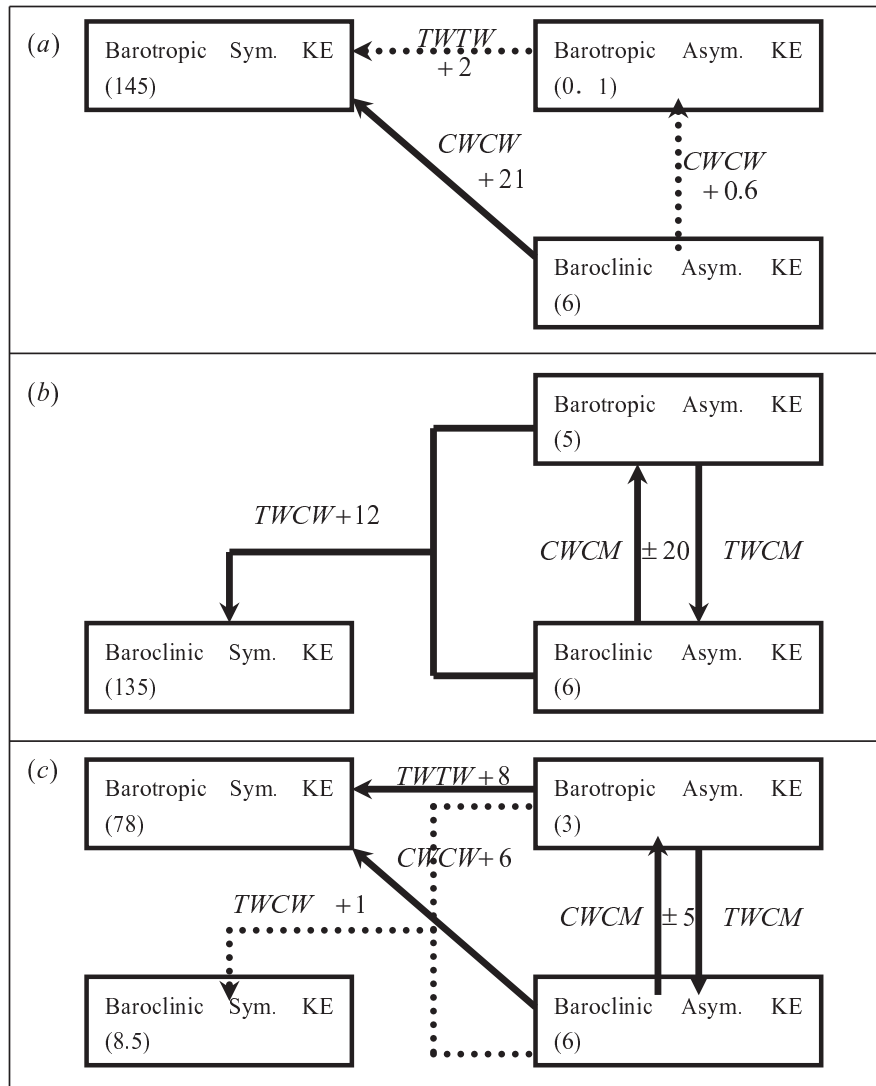 (a)
Barotropic Sym. KE
(145)
TWTW
+ 2
Barotropic Asym. KE
(0. 1)
CWCW
+ 21
CWCW
+ 0.6
Baroclinic Asym. KE
(6)
(b)
Barotropic Asym. KE
(5)
TWCW + 12
CWCM ± 20 TWCM
Baroclinic Sym. KE
(135)
Baroclinic Asym. KE
(6)
(c)
Barotropic Sym. KE
(78)
TWTW + 8
Barotropic Asym. KE
(3)
CWCW + 6
TWCW + 1
CWCM ± 5 TWCM
Baroclinic Sym. KE
(8.5)
Baroclinic Asym. KE
(6)